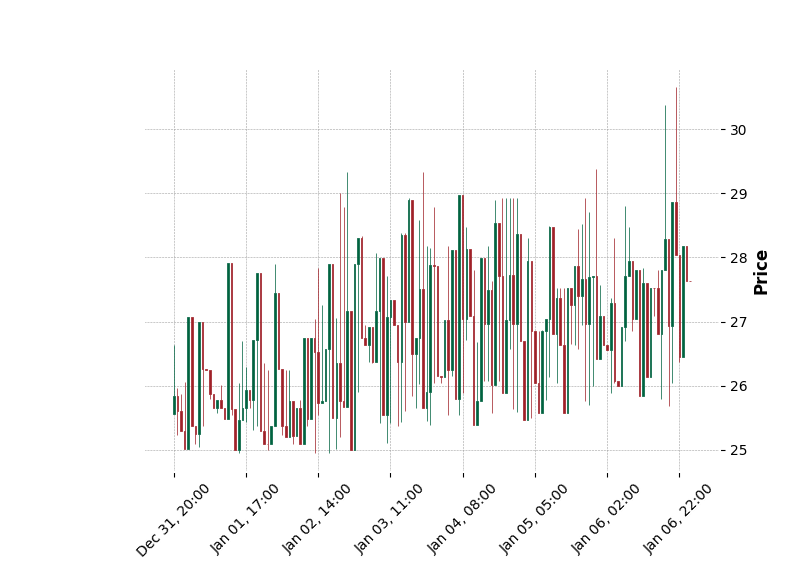 30
29
28
27
26
25
Price
Dec 31, 20:00
Jan 01, 17:00
Jan 02, 14:00
Jan 03, 11:00
Jan 04, 08:00
Jan 05, 05:00
Jan 06, 02:00
Jan 06, 22:00